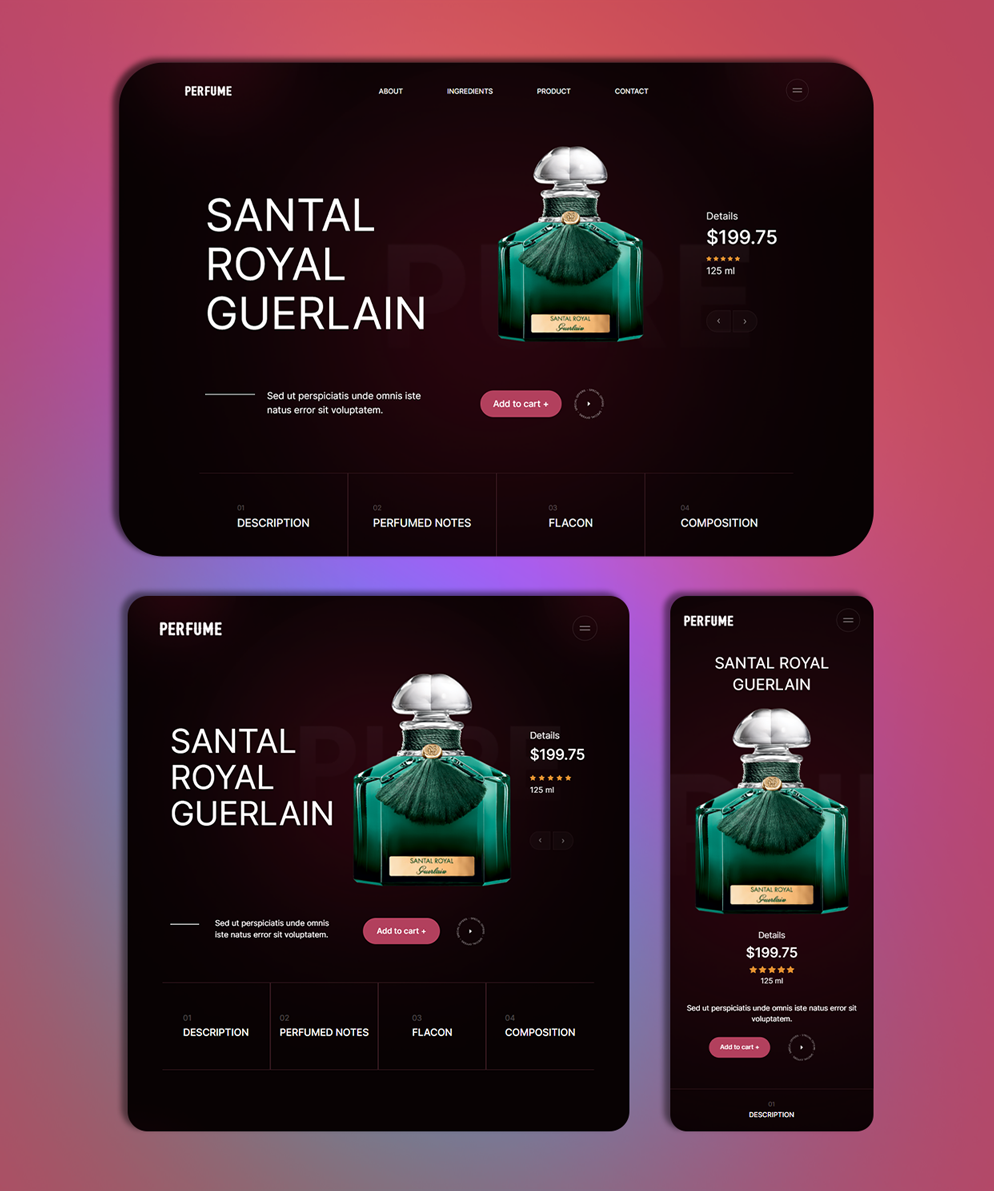 PERFUME
ABOUT
INGREDIENTS
PRODUCT
CONTACT
SANTAL
ROYAL
GUERLAIN
PURE
SANTAL ROYAL
Guerlain
Details
$199.75
125 ml
Sed ut perspiciatis unde omnis iste
natus error sit voluptatem.
Add to cart +
01
DESCRIPTION
02
PERFUMED NOTES
03
FLACON
04
COMPOSITION
PERFUME
SANTAL
ROYAL
GUERLAIN
PURE
SANTAL ROYAL
Guerlain
Details
$199.75
125 ml
Sed ut perspiciatis unde omnis
iste natus error sit voluptatem.
Add to cart +
01
DESCRIPTION
02
PERFUMED NOTES
03
FLACON
04
COMPOSITION
PERFUME
SANTAL ROYAL
GUERLAIN
SANTAL ROYAL
Guerlain
Details
$199.75
125 ml
Sed ut perspiciatis unde omnis iste natus error sit
voluptatem.
Add to cart +
01
DESCRIPTION